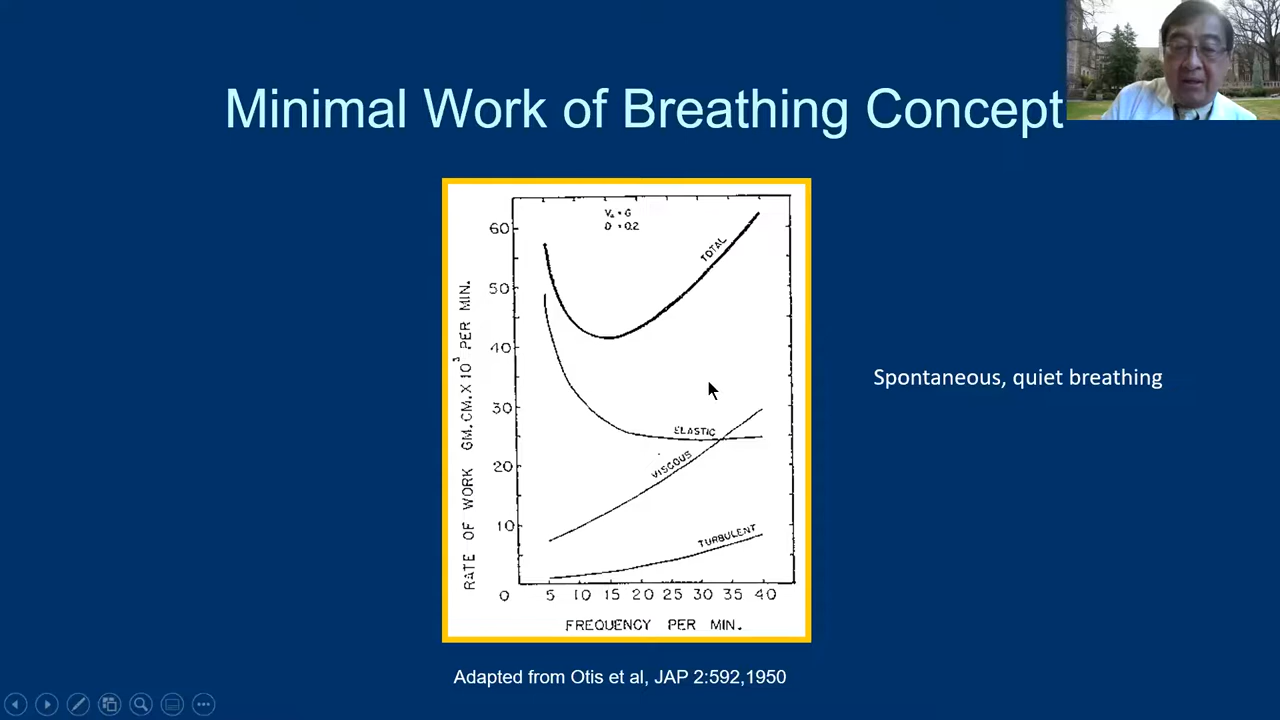 Minimal Work of Breathing Concept
60
50
40
30
20
10
0
5 10 15 20 25 30 35 40
RATE OF WORK GM. CM. X 10³ PER MIN.
TOTAL
ELASTIC
VISCOUS
TURBULENT
FREQUENCY PER MIN.
Spontaneous, quiet breathing
Adapted from Otis et al, JAP 2:592,1950